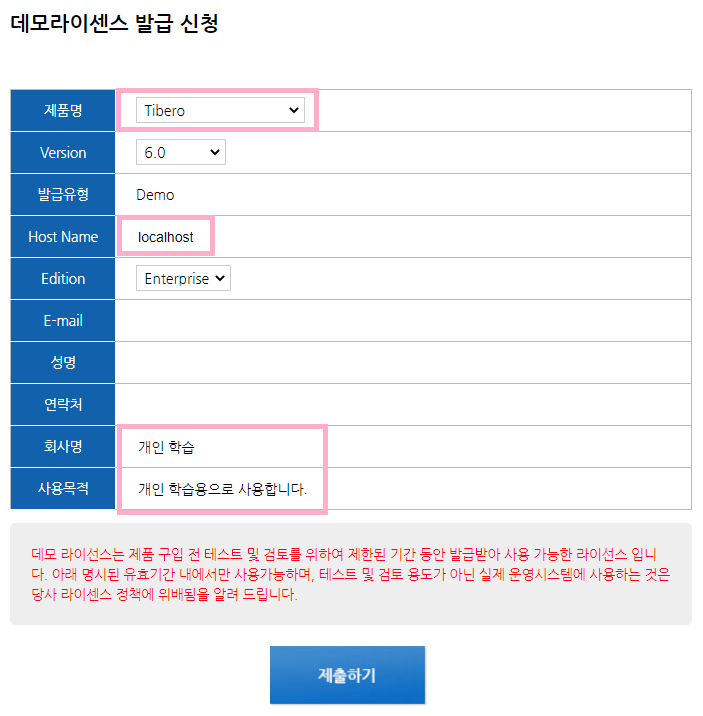 데모라이센스 발급 신청
제품명 Tibero
Version 6.0
발급유형 Demo
Host Name localhost
Edition Enterprise
E-mail
성명
연락처
회사명 개인 학습
사용목적 개인 학습용으로 사용합니다.
데모 라이선스는 제품 구입 전 테스트 및 검토를 위하여 제한된 기간 동안 발급받아 사용 가능한 라이선스 입니
다. 아래 명시된 유효기간 내에서만 사용가능하며, 테스트 및 검토 용도가 아닌 실제 운영시스템에 사용하는 것은
당사 라이센스 정책에 위배됨을 알려 드립니다.
제출하기